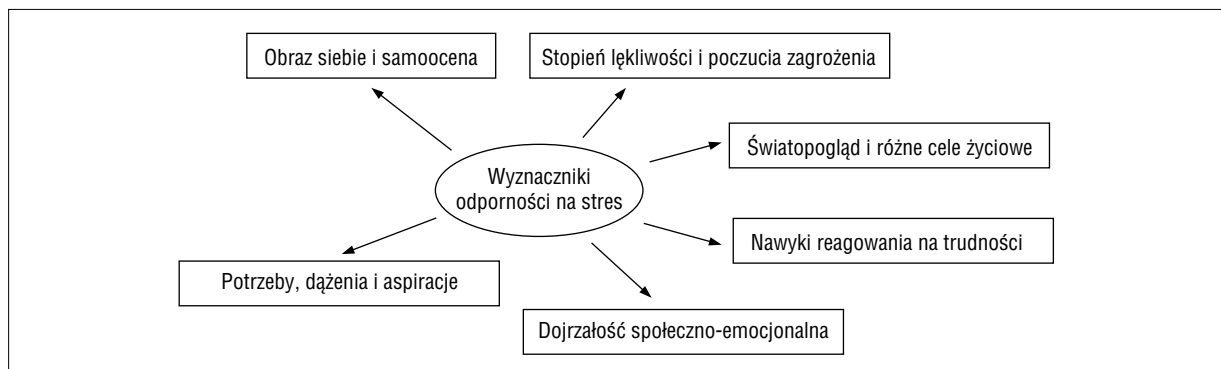 Obraz siebie i samoocena
Stopień lękliwości i poczucia zagrożenia
Światopogląd i różne cele życiowe
Wyznaczniki
odporności na stres
Nawyki reagowania na trudności
Potrzeby, dążenia i aspiracje
Dojrzałość społeczno-emocjonalna